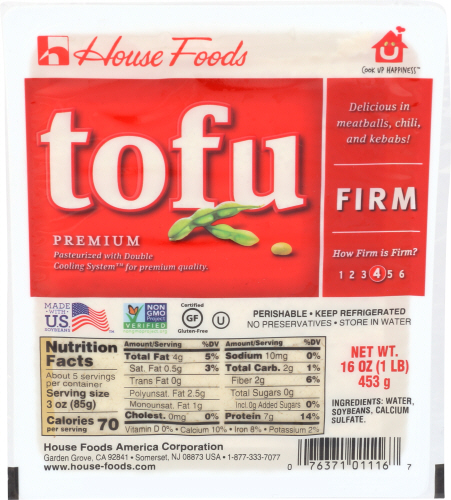 House Foods
COOK UP HAPPINESS™
tofu
Delicious in
meatballs, chili,
and kebabs!
FIRM
PREMIUM
Pasteurized with Double
Cooling System™ for premium quality.
How Firm is Firm?
1 2 3 4 5 6
MADE
WITH
U.S.
SOYBEANS
NON
GMO
Project
VERIFIED
Certified
GF
Gluten-Free
U
PERISHABLE • KEEP REFRIGERATED
NO PRESERVATIVES • STORE IN WATER
Nutrition
Facts
About 5 servings
per container
Serving size
3 oz (85g)
Calories 70
per serving
Amount/Serving %DV
Total Fat 4g 5%
Sat. Fat 0.5g 3%
Trans Fat 0g
Polyunsat. Fat 2.5g
Monounsat. Fat 1g
Cholest. 0mg 0%
Amount/Serving %DV
Sodium 10mg 0%
Total Carb. 2g 1%
Fiber 2g 6%
Total Sugars 0g
Incl. 0g Added Sugars 0%
Protein 7g 14%
Vitamin D 0% • Calcium 10% • Iron 8% • Potassium 2%
NET WT.
16 OZ (1 LB)
453 g
INGREDIENTS: WATER,
SOYBEANS, CALCIUM
SULFATE.
House Foods America Corporation
Garden Grove, CA 92841 • Somerset, NJ 08873 USA • 1-877-333-7077
www.house-foods.com
0 76371 01116 7